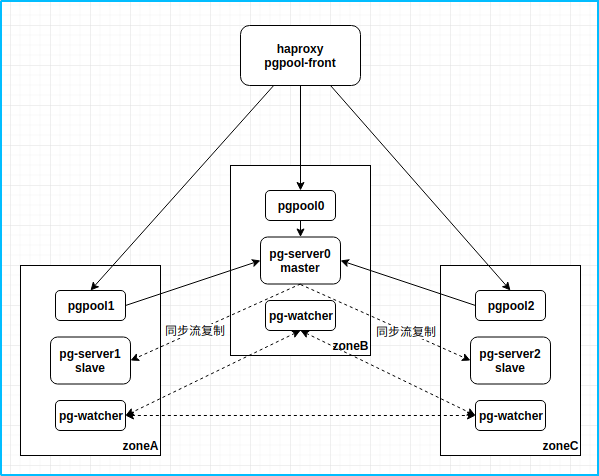 haproxy
pgpool-front
pgpool0
pg-server0
master
pg-watcher
zoneB
pgpool1
同步流复制
pg-server1
slave
pg-watcher
zoneA
pgpool2
同步流复制
pg-server2
slave
pg-watcher
zoneC